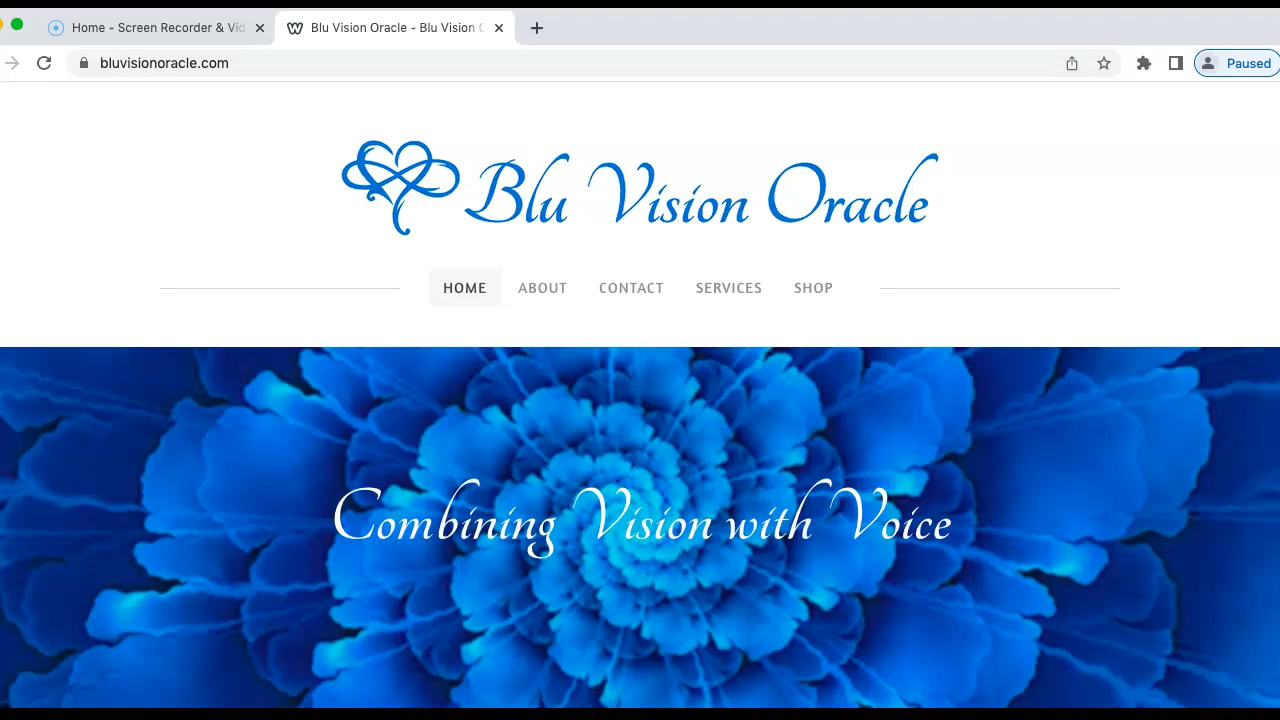 Home - Screen Recorder & Vid
Blu Vision Oracle - Blu Vision
bluvisionoracle.com
Paused
Blu Vision Oracle
HOME ABOUT CONTACT SERVICES SHOP
Combining Vision with Voice